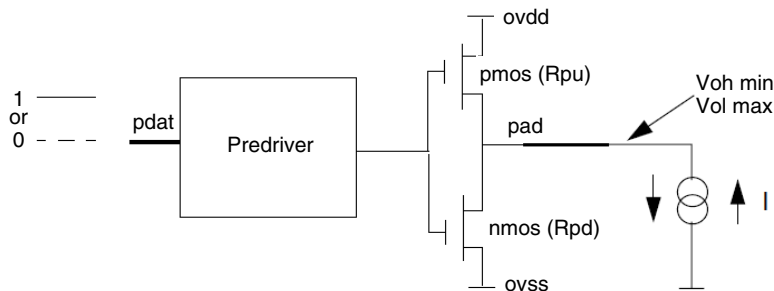 ovdd
pmos (Rpu)
Voh min
Vol max
1
or
0
pdat
Predriver
pad
nmos (Rpd)
I
ovss